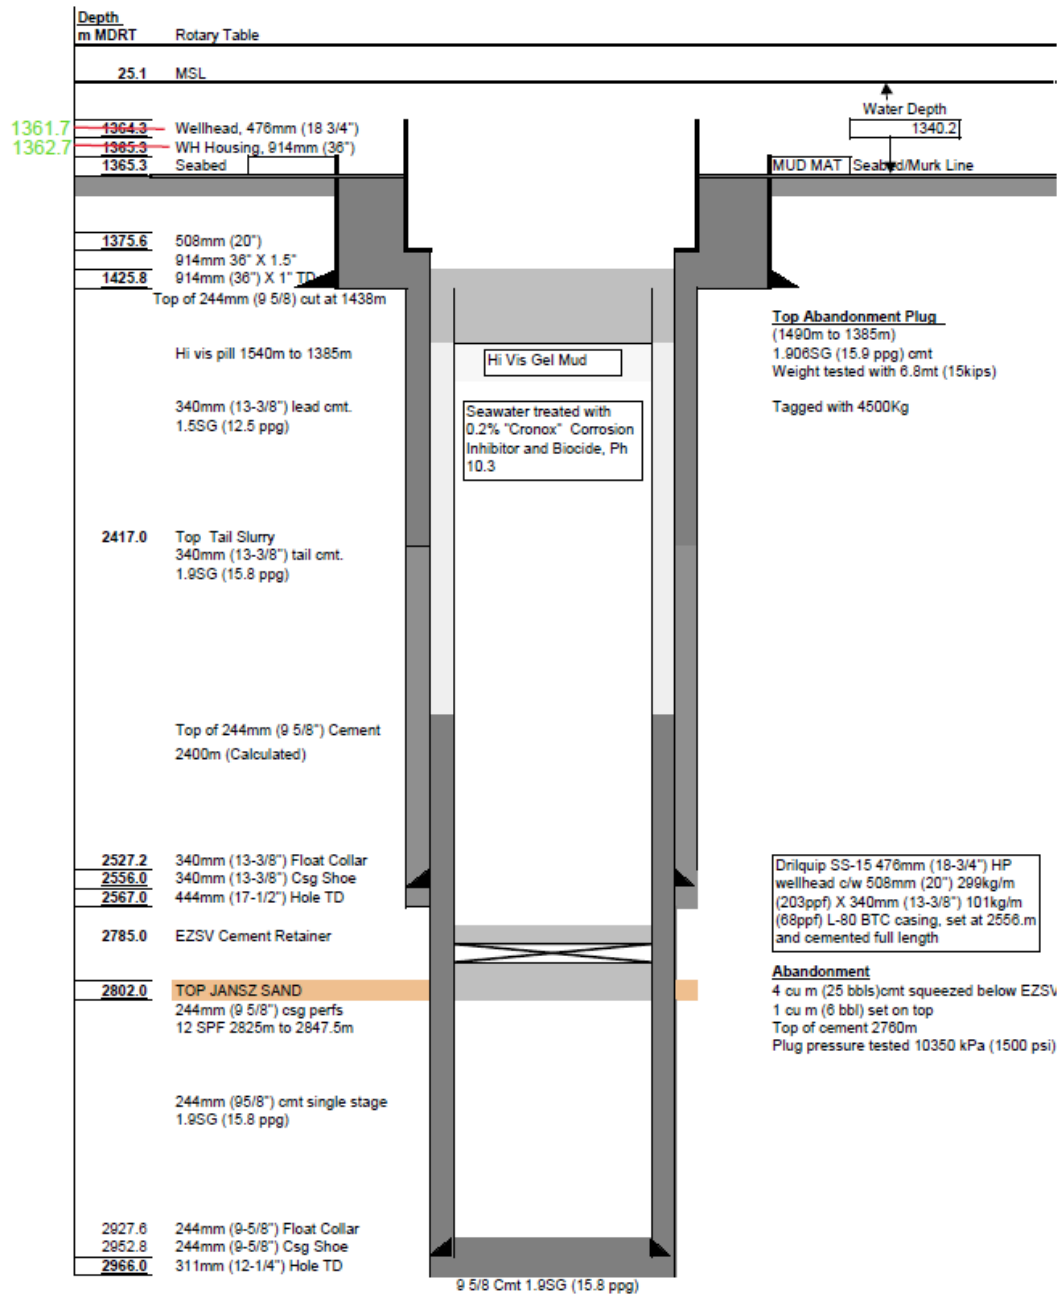 Depth
m MDRT Rotary Table
25.1 MSL
Water Depth
1340.2
1361.7 1364.3 Wellhead, 476mm (18 3/4")
1362.7 1365.3 WH Housing, 914mm (36")
1365.3 Seabed
MUD MAT Seabed/Murk Line
1375.6 508mm (20")
914mm 36" X 1.5"
1425.8 914mm (36") X 1" TD
Top of 244mm (9 5/8) cut at 1438m
Top Abandonment Plug
(1490m to 1385m)
1.906SG (15.9 ppg) cmt
Weight tested with 6.8mt (15kips)
Tagged with 4500Kg
Hi vis pill 1540m to 1385m
Hi Vis Gel Mud
340mm (13-3/8") lead cmt.
1.5SG (12.5 ppg)
Seawater treated with
0.2% "Cronox" Corrosion
Inhibitor and Biocide, Ph
10.3
2417.0 Top Tail Slurry
340mm (13-3/8") tail cmt.
1.9SG (15.8 ppg)
Top of 244mm (9 5/8") Cement
2400m (Calculated)
2527.2 340mm (13-3/8") Float Collar
2556.0 340mm (13-3/8") Csg Shoe
2567.0 444mm (17-1/2") Hole TD
Drilquip SS-15 476mm (18-3/4") HP
wellhead c/w 508mm (20") 299kg/m
(203ppf) X 340mm (13-3/8") 101kg/m
(68ppf) L-80 BTC casing, set at 2556.m
and cemented full length
2785.0 EZSV Cement Retainer
Abandonment
4 cu m (25 bbls)cmt squeezed below EZSV
1 cu m (6 bbl) set on top
Top of cement 2760m
Plug pressure tested 10350 kPa (1500 psi)
2802.0 TOP JANSZ SAND
244mm (9 5/8") csg perfs
12 SPF 2825m to 2847.5m
244mm (95/8") cmt single stage
1.9SG (15.8 ppg)
2927.6 244mm (9-5/8") Float Collar
2952.8 244mm (9-5/8") Csg Shoe
2966.0 311mm (12-1/4") Hole TD
9 5/8 Cmt 1.9SG (15.8 ppg)